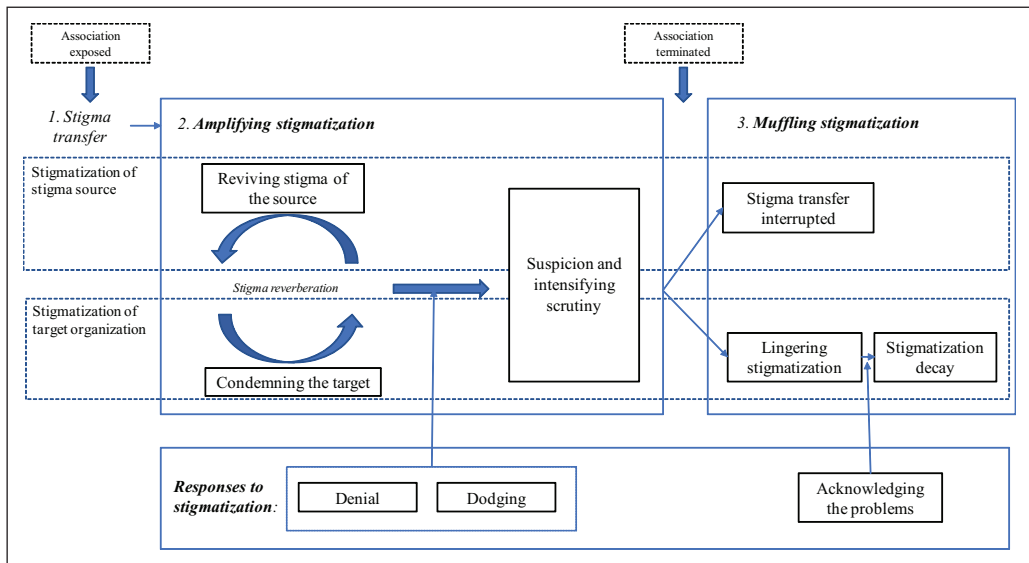 Association
exposed
Association
terminated
1. Stigma
transfer
2. Amplifying stigmatization
3. Muffling stigmatization
Stigmatization of
stigma source
Reviving stigma of
the source
Stigma transfer
interrupted
Suspicion and
intensifying
scrutiny
Stigma reverberation
Stigmatization of
target organization
Condemning the target
Lingering
stigmatization
Stigmatization
decay
Responses to
stigmatization:
Denial
Dodging
Acknowledging
the problems